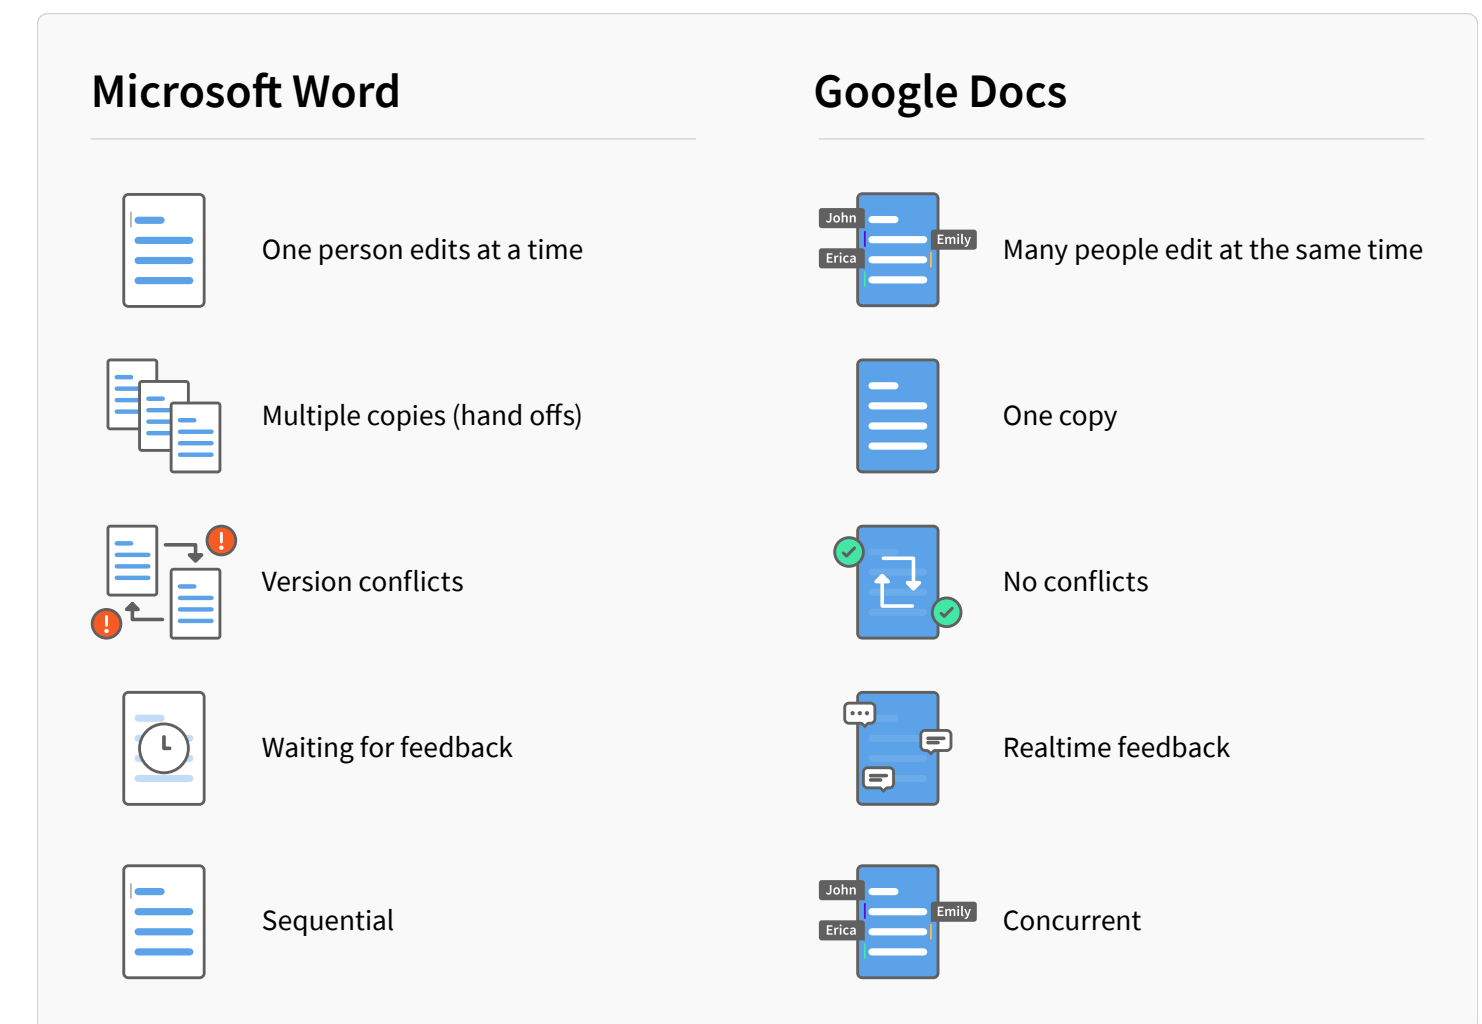 Microsoft Word
Google Docs
One person edits at a time
John
Emily
Erica
Many people edit at the same time
Multiple copies (hand offs)
One copy
Version conflicts
No conflicts
Waiting for feedback
Realtime feedback
Sequential
John
Emily
Erica
Concurrent